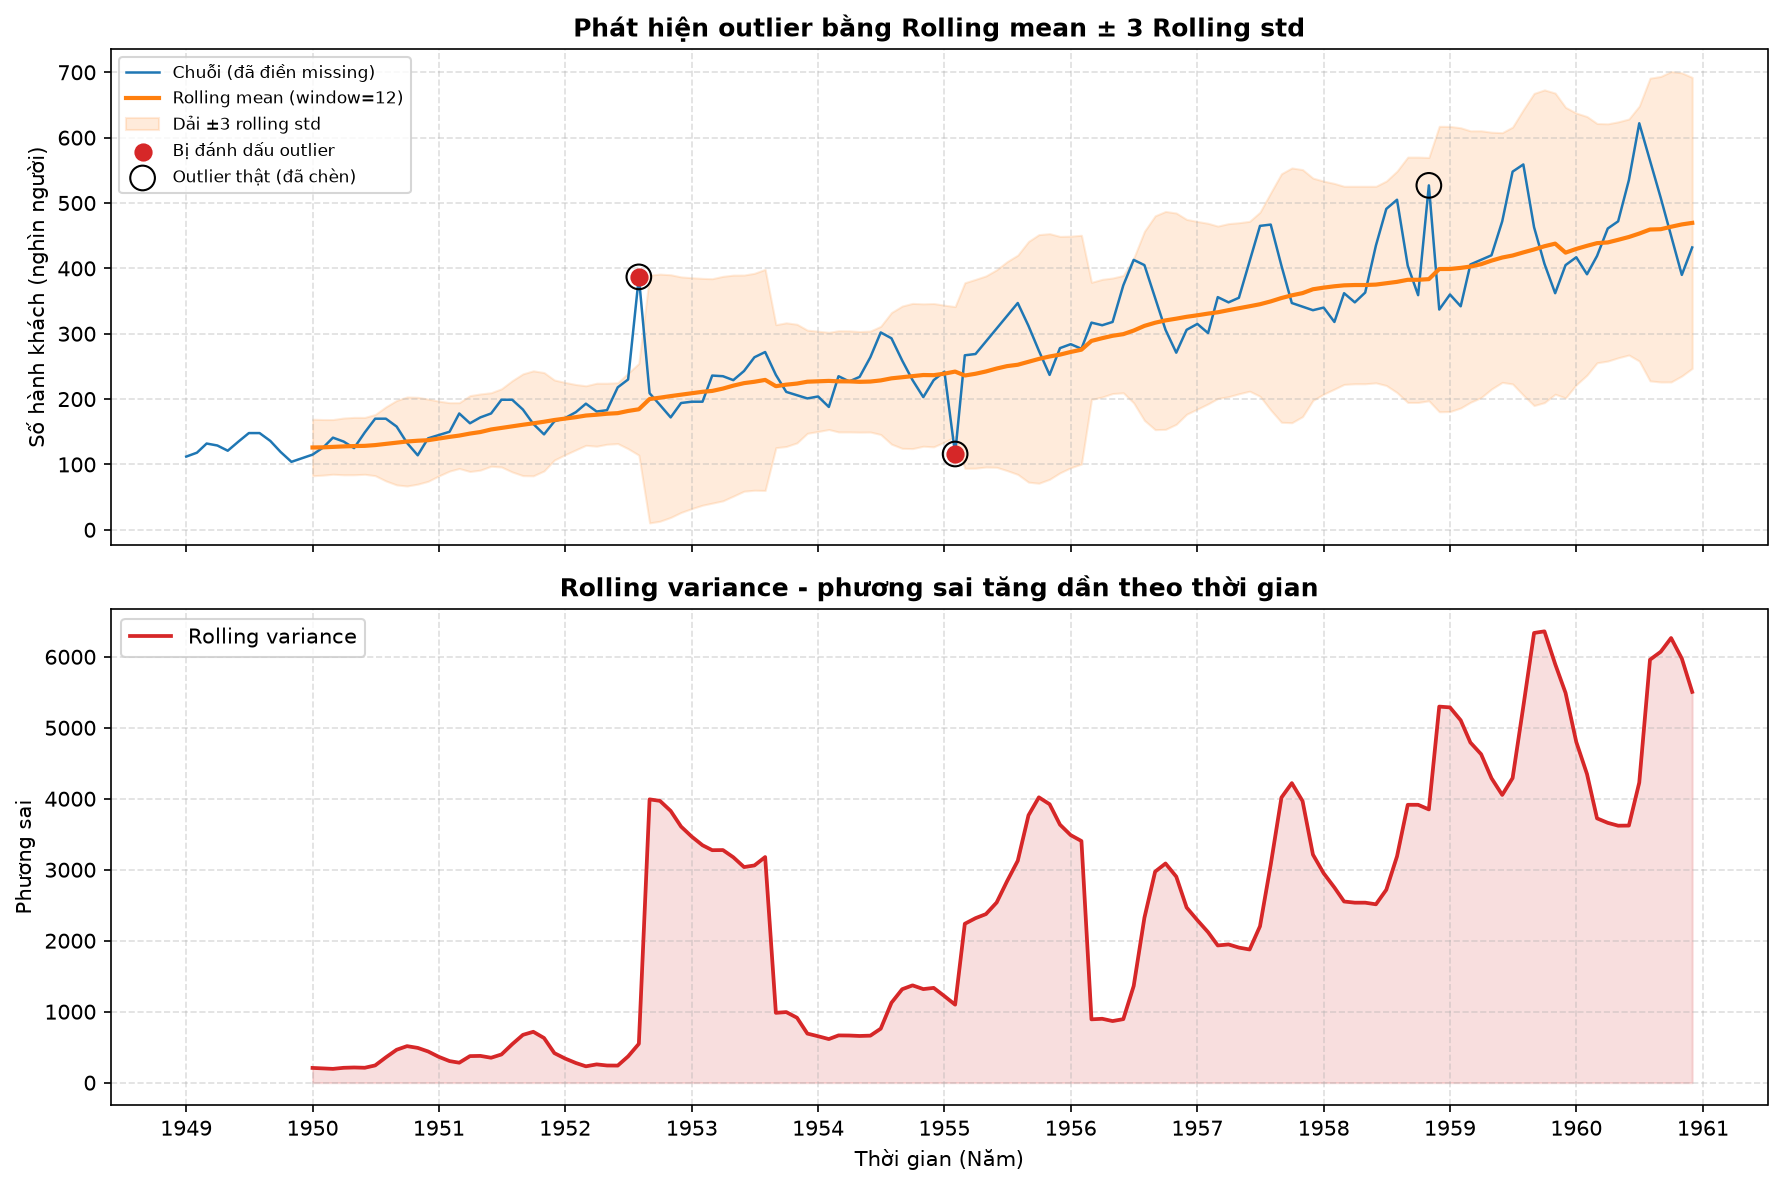 Phát hiện outlier bằng Rolling mean ± 3 Rolling std
Chuỗi (đã điền missing)
Rolling mean (window=12)
Dải ±3 rolling std
Bị đánh dấu outlier
Outlier thật (đã chèn)
Số hành khách (nghìn người)
700
600
500
400
300
200
100
0
Rolling variance - phương sai tăng dần theo thời gian
Rolling variance
Phương sai
6000
5000
4000
3000
2000
1000
0
1949 1950 1951 1952 1953 1954 1955 1956 1957 1958 1959 1960 1961
Thời gian (Năm)